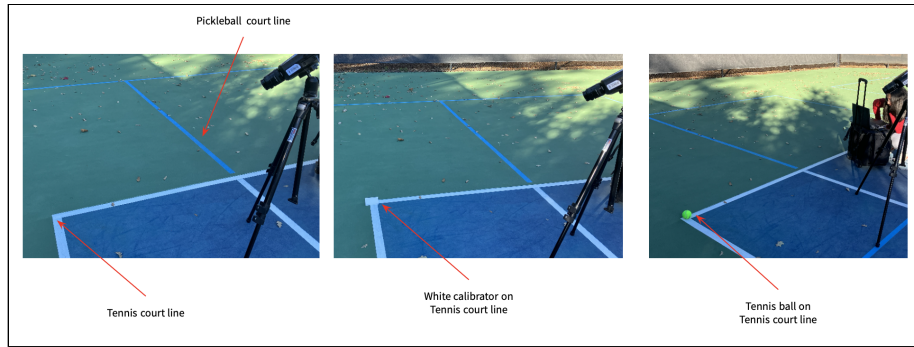 Pickleball court line
Tennis court line
White calibrator on
Tennis court line
Tennis ball on
Tennis court line